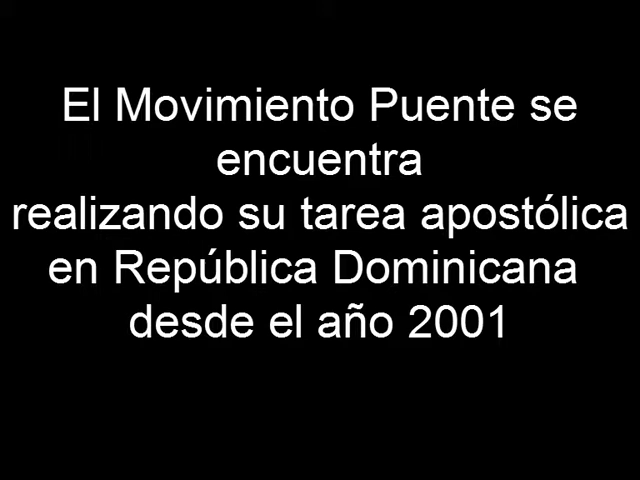 El Movimiento Puente se
encuentra
realizando su tarea apostólica
en República Dominicana
desde el año 2001